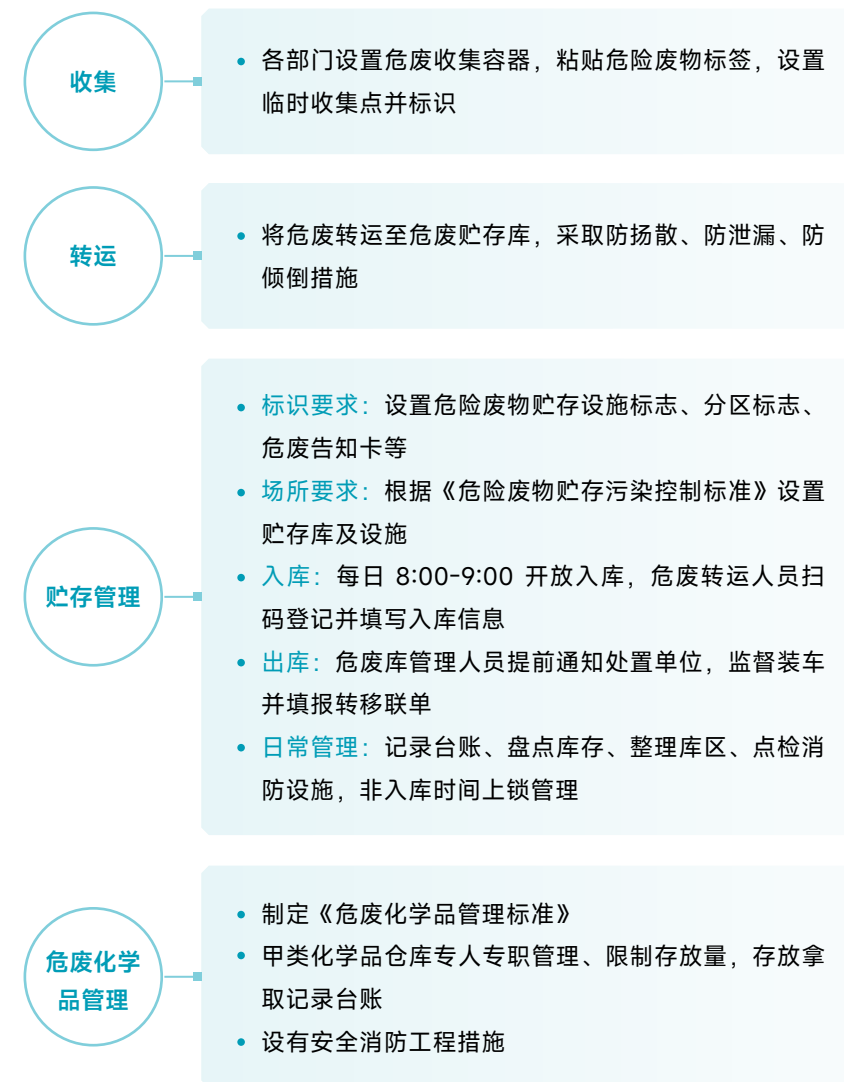 收集
• 各部门设置危废收集容器，粘贴危险废物标签，设置
临时收集点并标识
转运
• 将危废转运至危废贮存库，采取防扬散、防泄漏、防
倾倒措施
贮存管理
• 标识要求：设置危险废物贮存设施标志、分区标志、
危废告知卡等
• 场所要求：根据《危险废物贮存污染控制标准》设置
贮存库及设施
• 入库：每日 8:00-9:00 开放入库，危废转运人员扫
码登记并填写入库信息
• 出库：危废库管理人员提前通知处置单位，监督装车
并填报转移联单
• 日常管理：记录台账、盘点库存、整理库区、点检消
防设施，非入库时间上锁管理
危废化学
品管理
• 制定《危废化学品管理标准》
• 甲类化学品仓库专人专职管理、限制存放量，存放拿
取记录台账
• 设有安全消防工程措施